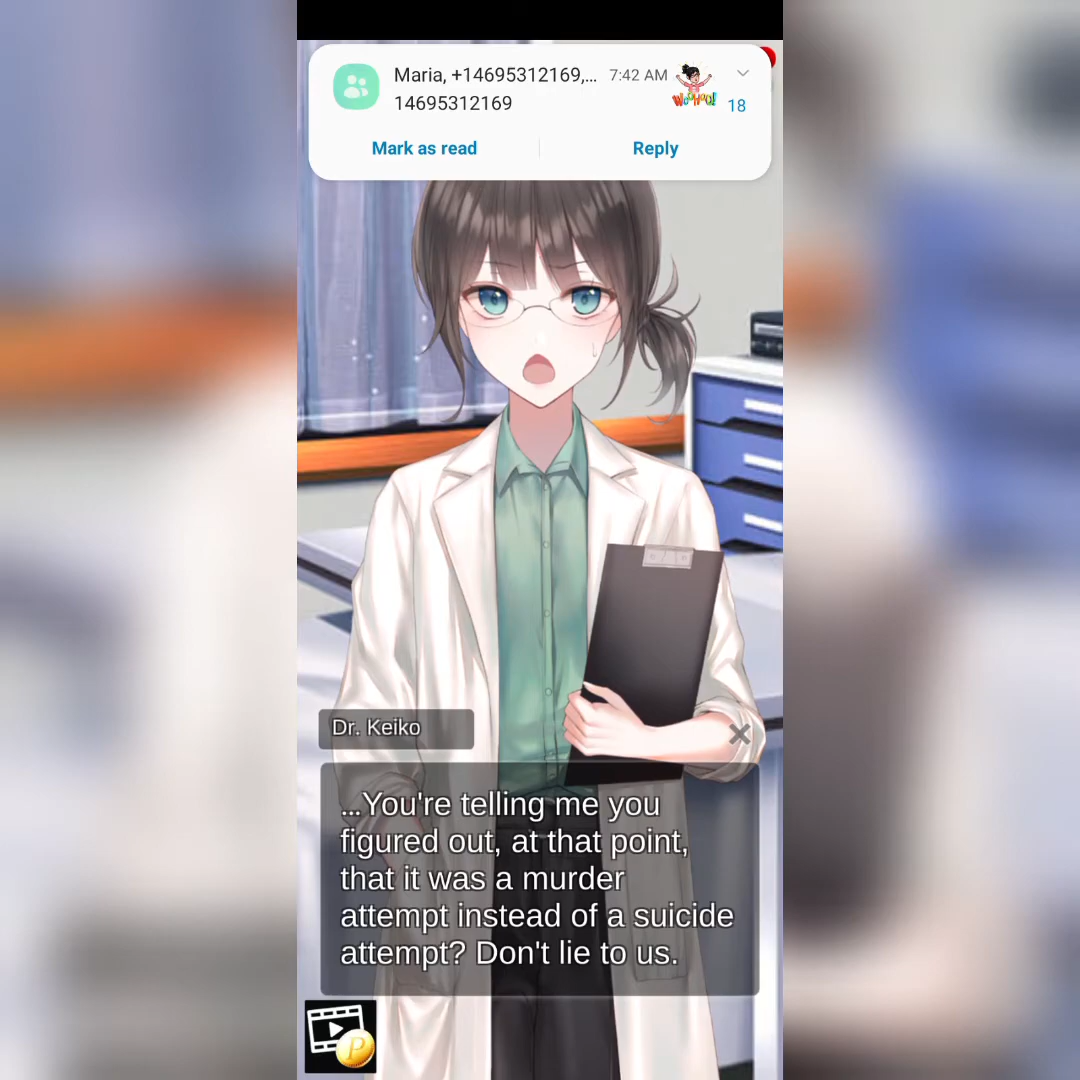 Maria, +14695312169,... 7:42 AM
WooHoo!
14695312169
18
Mark as read
Reply
Dr. Keiko
...You're telling me you
figured out, at that point,
that it was a murder
attempt instead of a suicide
attempt? Don't lie to us.
P